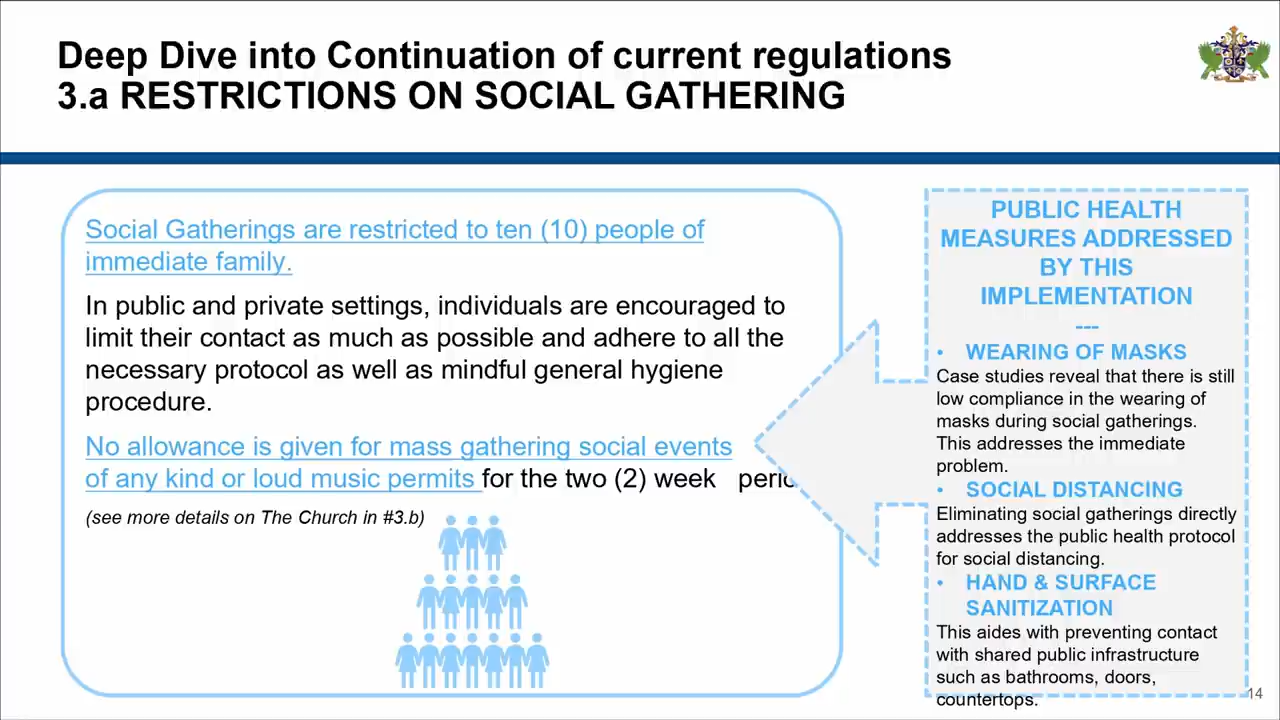 Deep Dive into Continuation of current regulations
3.a RESTRICTIONS ON SOCIAL GATHERING
Social Gatherings are restricted to ten (10) people of
immediate family.
In public and private settings, individuals are encouraged to
limit their contact as much as possible and adhere to all the
necessary protocol as well as mindful general hygiene
procedure.
No allowance is given for mass gathering social events
of any kind or loud music permits for the two (2) week
(see more details on The Church in #3.b)
PUBLIC HEALTH
MEASURES ADDRESSED
BY THIS
IMPLEMENTATION
---
• WEARING OF MASKS
Case studies reveal that there is still
low compliance in the wearing of
masks during social gatherings.
This addresses the immediate
problem.
• SOCIAL DISTANCING
Eliminating social gatherings directly
addresses the public health protocol
for social distancing.
• HAND & SURFACE
SANITIZATION
This aides with preventing contact
with shared public infrastructure
such as bathrooms, doors,
countertops.
14